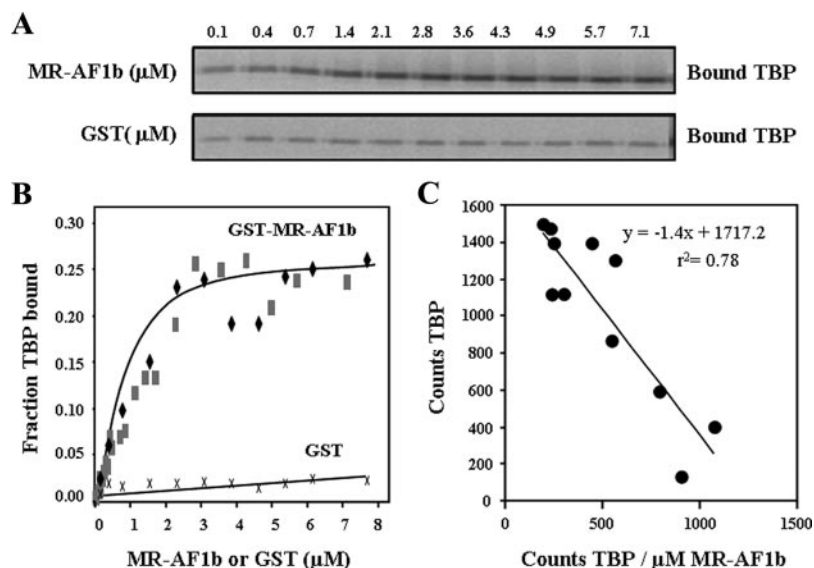 A
0.1 0.4 0.7 1.4 2.1 2.8 3.6 4.3 4.9 5.7 7.1
MR-AF1b (μM) Bound TBP
GST( μM) Bound TBP
B
0.30
0.25
0.20
0.15
0.10
0.05
0.00
Fraction TBP bound
GST-MR-AF1b
GST
0 1 2 3 4 5 6 7 8
MR-AF1b or GST (μM)
C
1600
1400
1200
1000
800
600
400
200
0
Counts TBP
y = -1.4x + 1717.2
r²= 0.78
0 500 1000 1500
Counts TBP / μM MR-AF1b